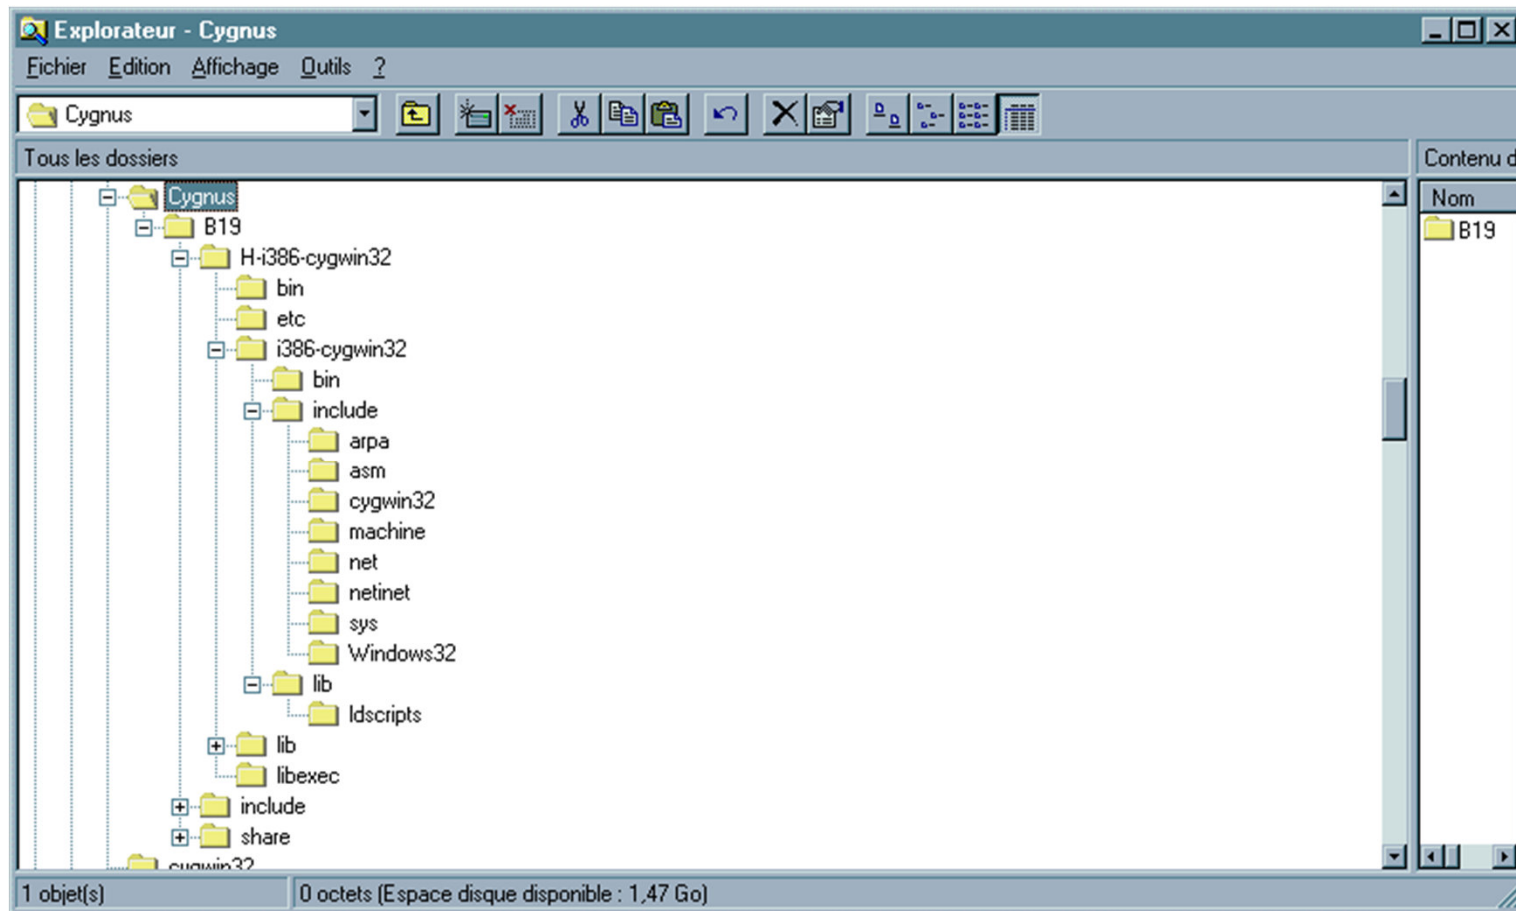 Explorateur - Cygnus
Fichier Edition Affichage Outils ?
Cygnus
Tous les dossiers
Contenu d
Cygnus
B19
H-i386-cygwin32
bin
etc
i386-cygwin32
bin
include
arpa
asm
cygwin32
machine
net
netinet
sys
Windows32
lib
ldscripts
lib
libexec
include
share
cygwin32
Nom
B19
1 objet(s)
0 octets (Espace disque disponible : 1,47 Go)